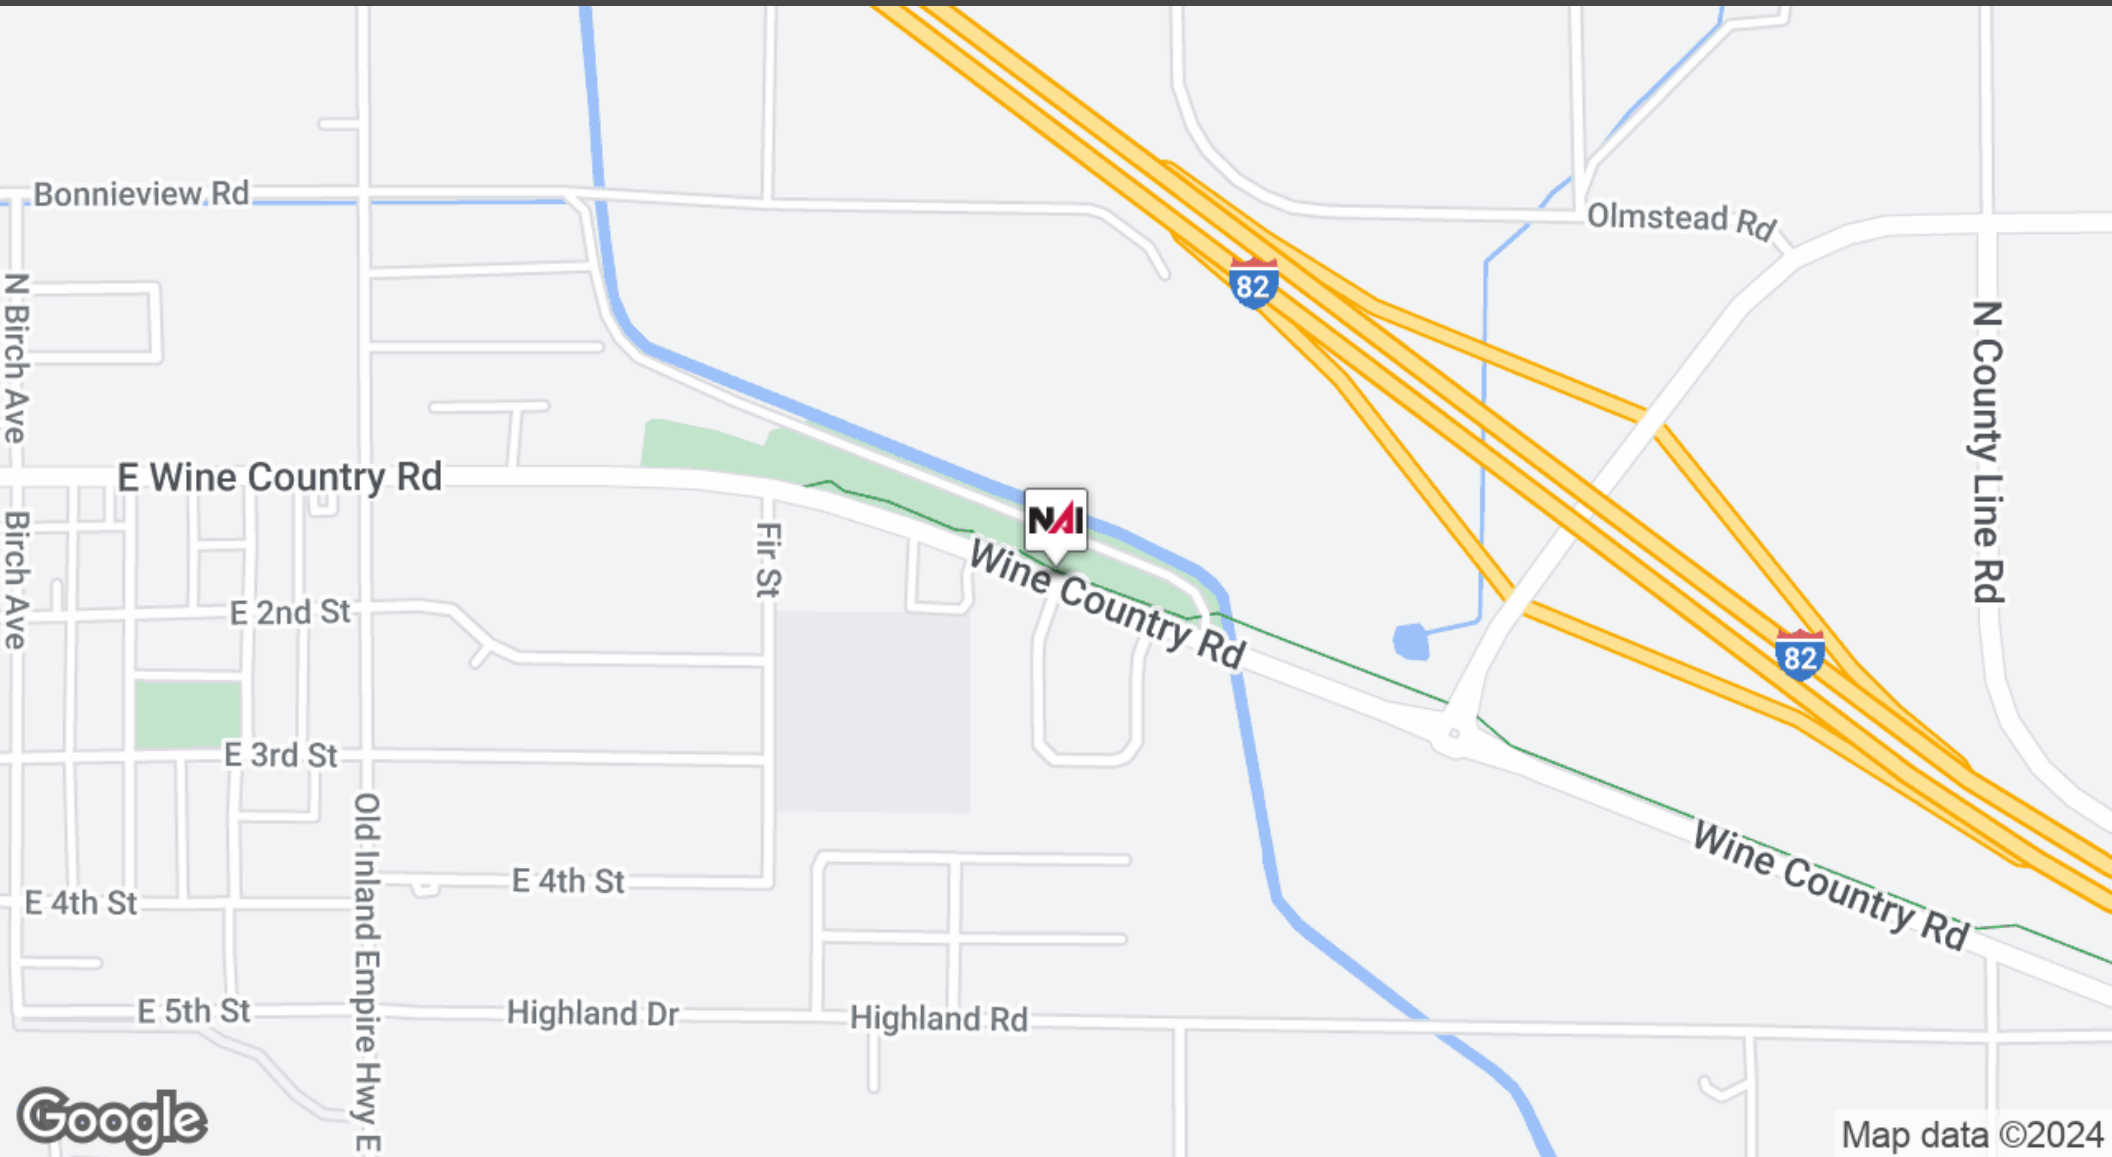 Bonnieview Rd
Olmstead Rd
82
N Birch Ave
N County Line Rd
E Wine Country Rd
NAI
Birch Ave
Fir St
Wine Country Rd
E 2nd St
82
E 3rd St
Old Inland Empire Hwy E
Wine Country Rd
E 4th St
E 4th St
E 5th St
Highland Dr
Highland Rd
Google
Map data ©2024